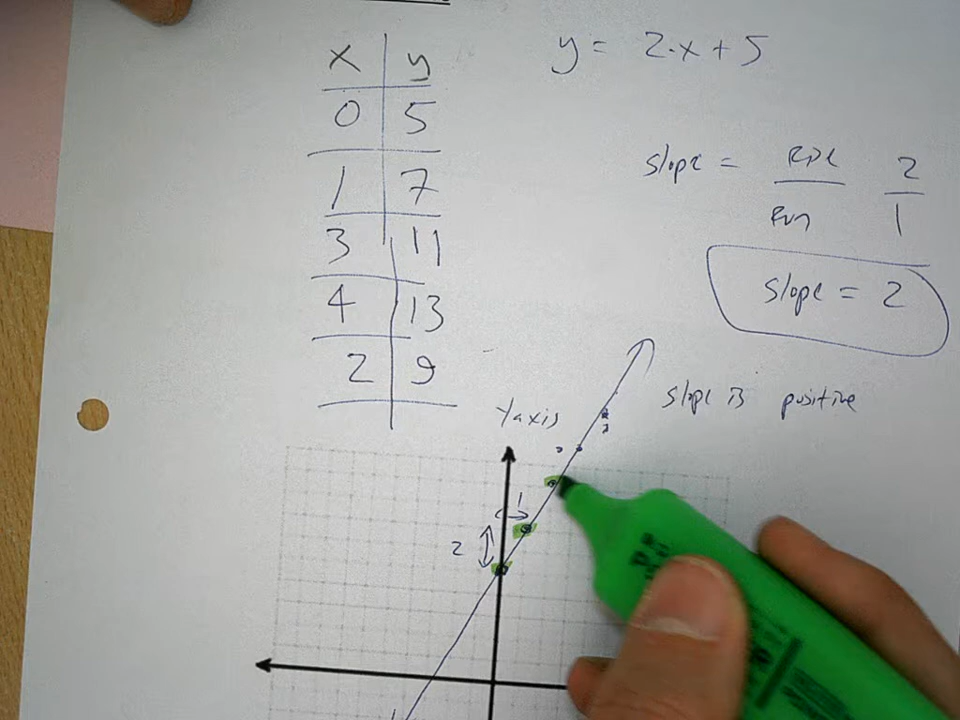 x y
0 5
1 7
3 11
4 13
2 9
y = 2·x + 5
slope = Rise 2
Run 1
slope = 2
slope is positive
Yaxis
1
2